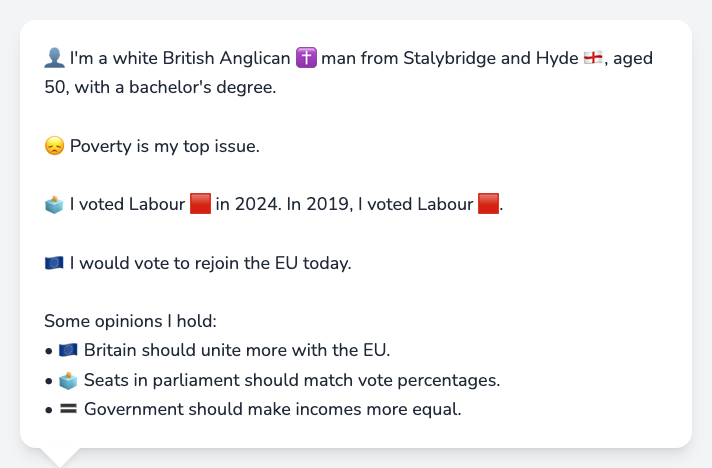 👤 I'm a white British Anglican ✝️ man from Stalybridge and Hyde 🏴󠁧󠁢󠁥󠁮󠁧󠁿, aged
50, with a bachelor's degree.
😞 Poverty is my top issue.
🗳️ I voted Labour 🟥 in 2024. In 2019, I voted Labour 🟥.
🇪🇺 I would vote to rejoin the EU today.
Some opinions I hold:
• 🇪🇺 Britain should unite more with the EU.
• 🗳️ Seats in parliament should match vote percentages.
• 🟰 Government should make incomes more equal.